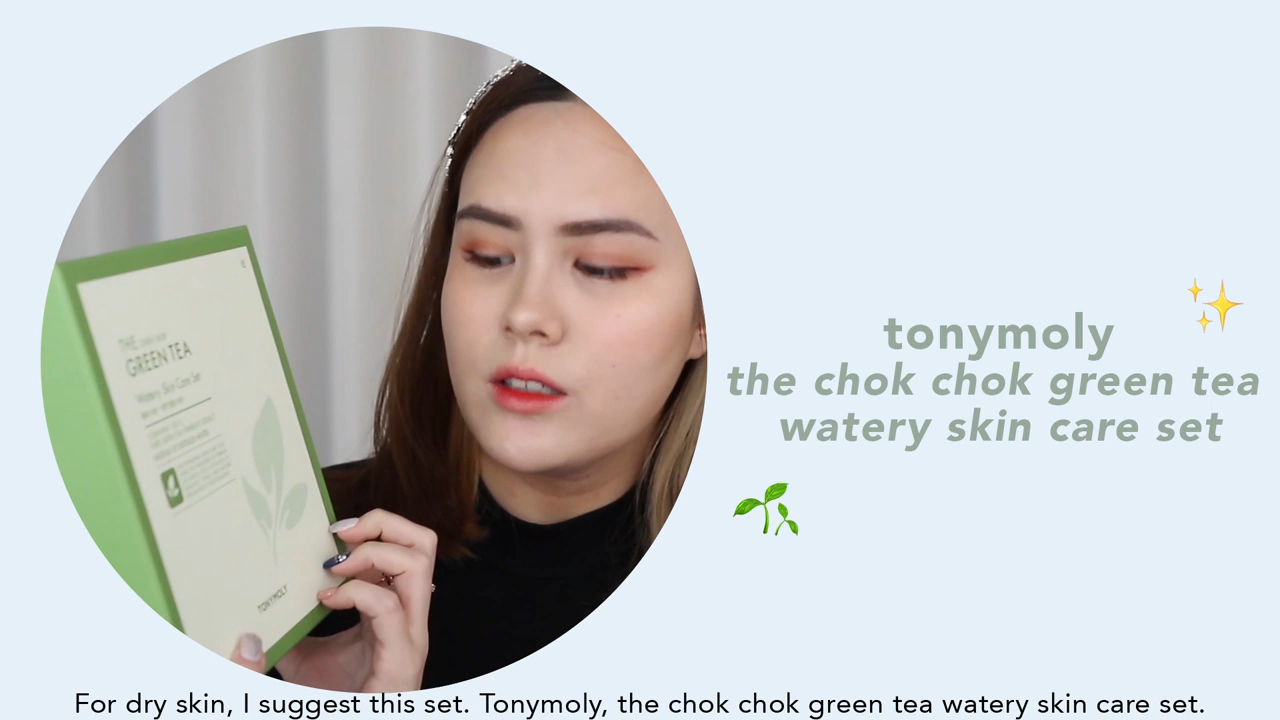 THE
GREEN TEA
Watery Skin Care Set
TONYMOLY
tonymoly
the chok chok green tea
watery skin care set
For dry skin, I suggest this set. Tonymoly, the chok chok green tea watery skin care set.